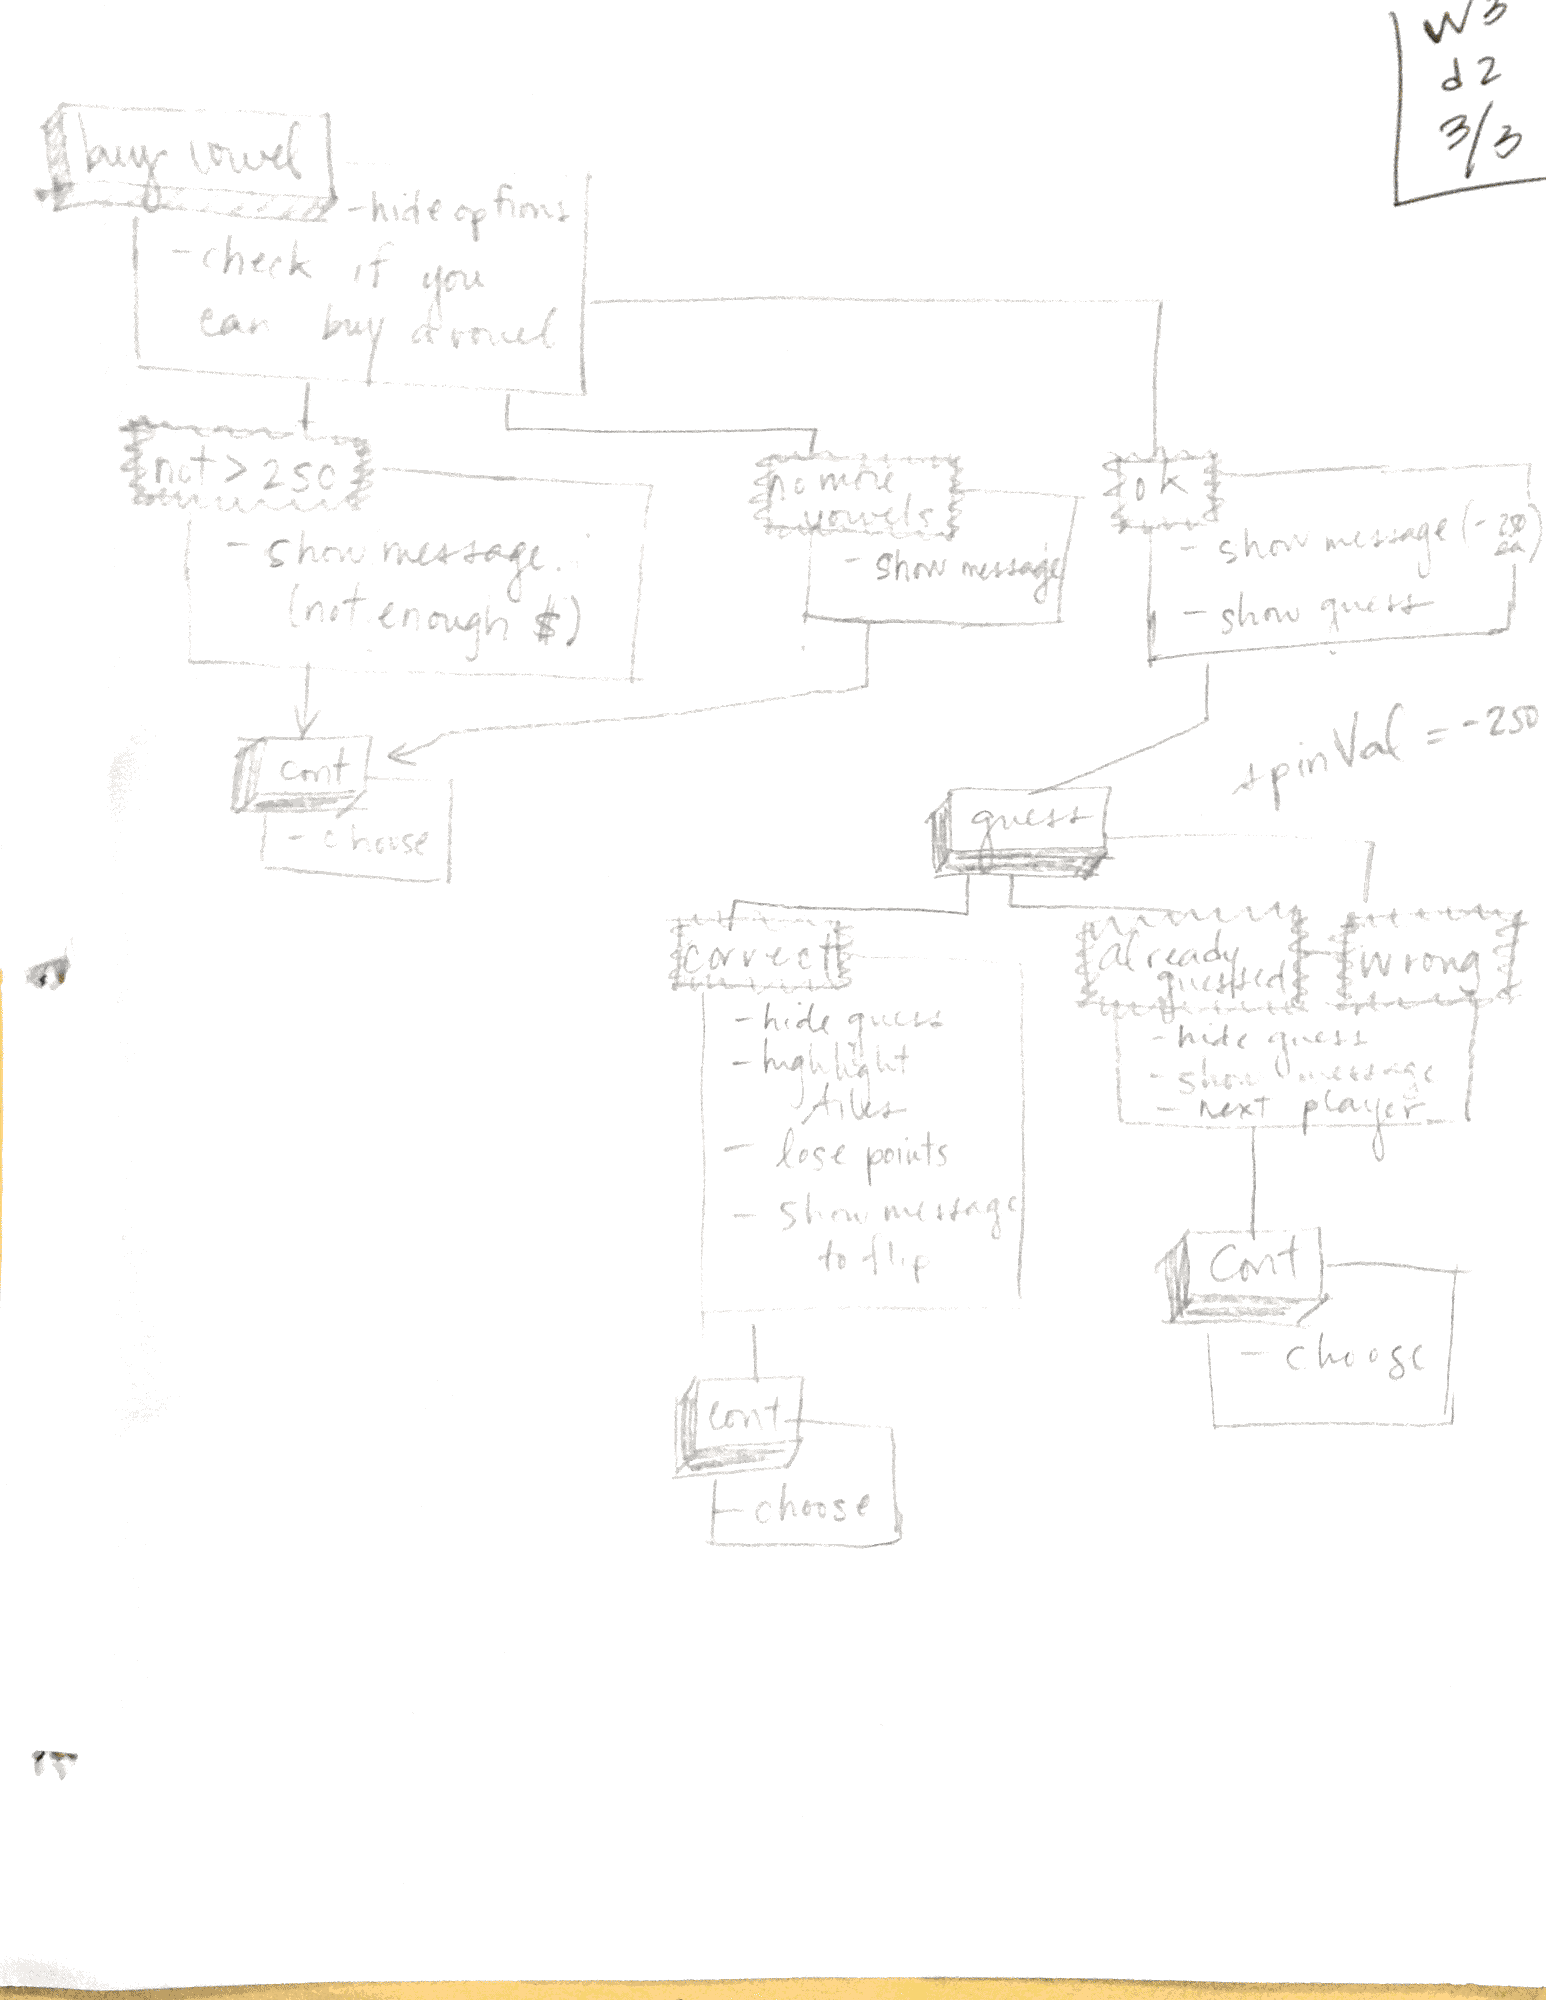 W3
d2
3/3
buy vowel
-hide options
-check if you
can buy a vowel
not > 250
- show message
(not enough $)
no more
vowels
- show message
ok
- show message (-250
ea)
- show guess
cont
- choose
spinVal = -250
guess
correct
-hide guess
-highlight
tiles
- lose points
- show message
to flip
already
guessed
wrong
-hide guess
-show message
- next player
Cont
- choose
cont
-choose